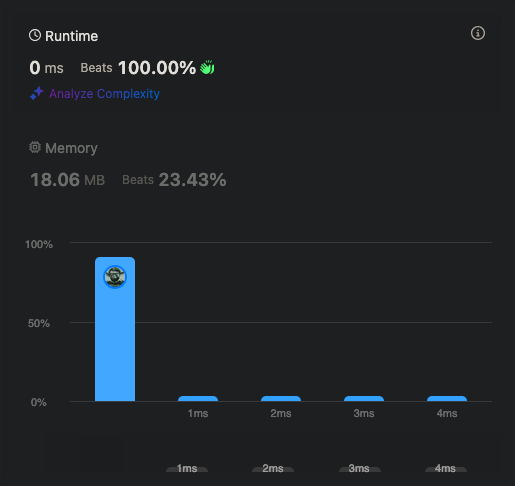 Runtime
0 ms Beats 100.00%
Analyze Complexity
Memory
18.06 MB Beats 23.43%
100%
50%
0%
1ms 2ms 3ms 4ms
1ms 2ms 3ms 4ms